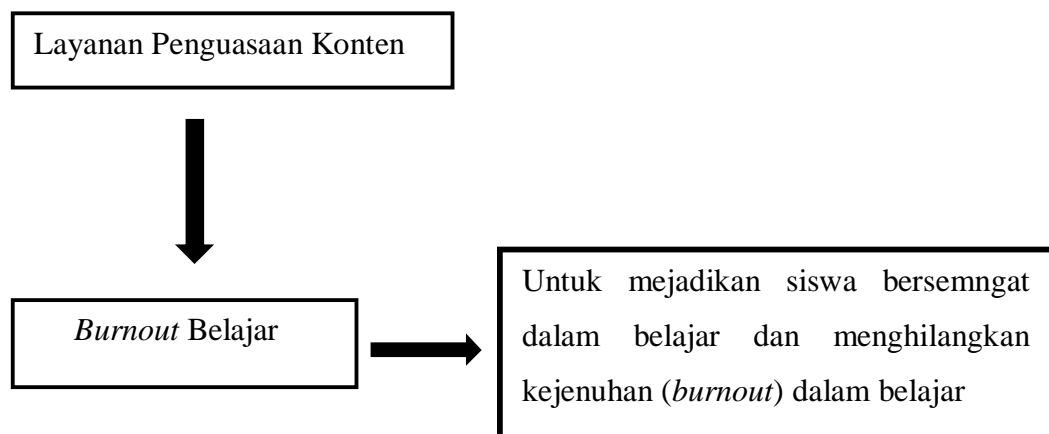 Layanan Penguasaan Konten
Burnout Belajar
Untuk mejadikan siswa bersemngat
dalam belajar dan menghilangkan
kejenuhan (burnout) dalam belajar